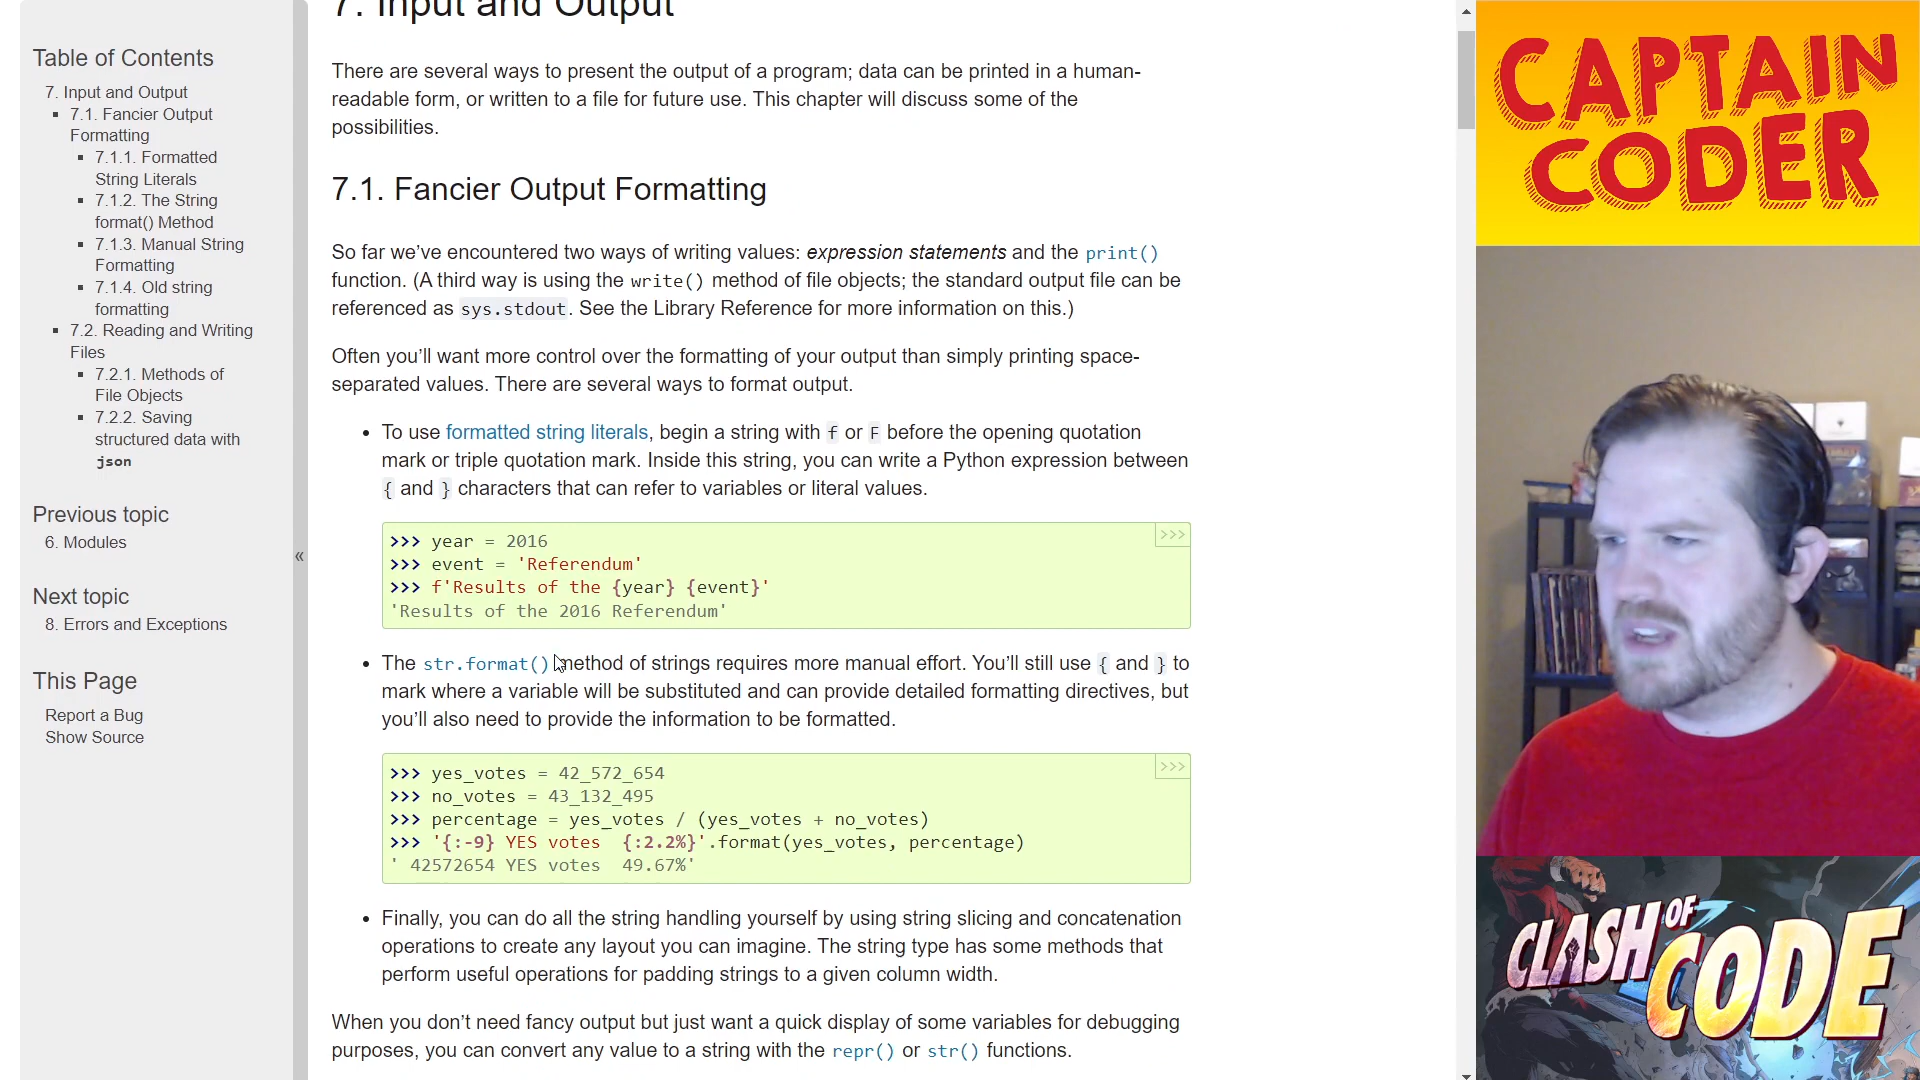 Table of Contents
7. Input and Output
7.1. Fancier Output
Formatting
7.1.1. Formatted
String Literals
7.1.2. The String
format() Method
7.1.3. Manual String
Formatting
7.1.4. Old string
formatting
7.2. Reading and Writing
Files
7.2.1. Methods of
File Objects
7.2.2. Saving
structured data with
json
Previous topic
6. Modules
Next topic
8. Errors and Exceptions
This Page
Report a Bug
Show Source
«
7. Input and Output
There are several ways to present the output of a program; data can be printed in a human-
readable form, or written to a file for future use. This chapter will discuss some of the
possibilities.
7.1. Fancier Output Formatting
So far we’ve encountered two ways of writing values: expression statements and the print()
function. (A third way is using the write() method of file objects; the standard output file can be
referenced as sys.stdout. See the Library Reference for more information on this.)
Often you’ll want more control over the formatting of your output than simply printing space-
separated values. There are several ways to format output.
• To use formatted string literals, begin a string with f or F before the opening quotation
mark or triple quotation mark. Inside this string, you can write a Python expression between
{ and } characters that can refer to variables or literal values.
>>> year = 2016 >>>
>>> event = 'Referendum'
>>> f'Results of the {year} {event}'
'Results of the 2016 Referendum'
• The str.format() method of strings requires more manual effort. You’ll still use { and } to
mark where a variable will be substituted and can provide detailed formatting directives, but
you’ll also need to provide the information to be formatted.
>>> yes_votes = 42_572_654 >>>
>>> no_votes = 43_132_495
>>> percentage = yes_votes / (yes_votes + no_votes)
>>> '{:-9} YES votes  {:2.2%}'.format(yes_votes, percentage)
' 42572654 YES votes  49.67%'
• Finally, you can do all the string handling yourself by using string slicing and concatenation
operations to create any layout you can imagine. The string type has some methods that
perform useful operations for padding strings to a given column width.
When you don’t need fancy output but just want a quick display of some variables for debugging
purposes, you can convert any value to a string with the repr() or str() functions.
CAPTAIN
CODER
CLASH OF
CODE